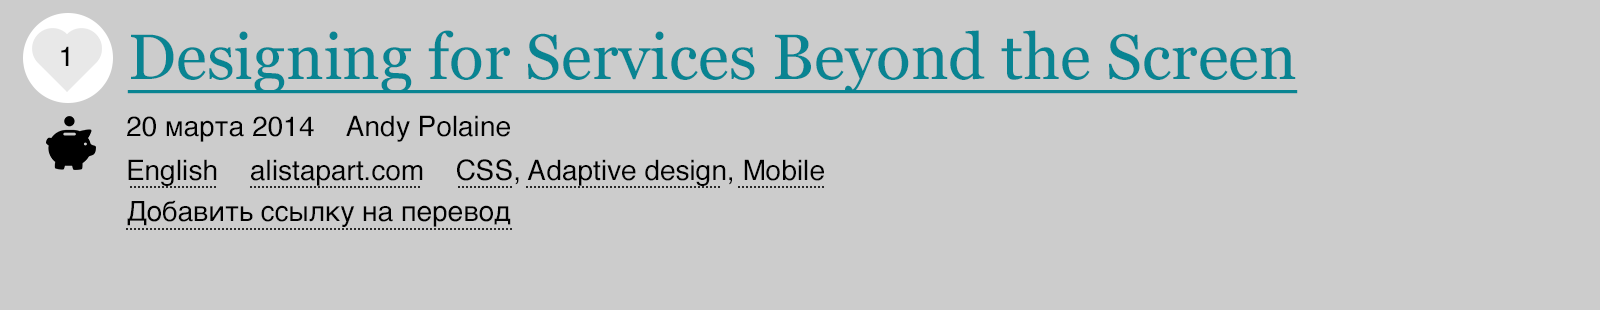 1
Designing for Services Beyond the Screen
20 марта 2014 Andy Polaine
English alistapart.com CSS, Adaptive design, Mobile
Добавить ссылку на перевод